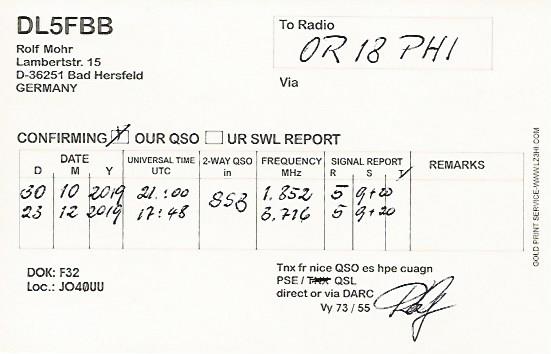 DL5FBB
Rolf Mohr
Lambertstr. 15
D-36251 Bad Hersfeld
GERMANY
To Radio
OR 18 PHI
Via
CONFIRMING OUR QSO UR SWL REPORT
DATE UNIVERSAL TIME 2-WAY QSO FREQUENCY SIGNAL REPORT REMARKS
D M Y UTC in MHz R S T
30 10 2019 21:00 SSB 1.852 5 9+20
23 12 2019 17:48 3.776 5 9+20
DOK: F32
Loc.: JO40UU
Tnx fr nice QSO es hpe cuagn
PSE / TNX QSL
direct or via DARC
Vy 73 / 55
GOLD PRINT SERVICE-WWW.LZ3HI.COM